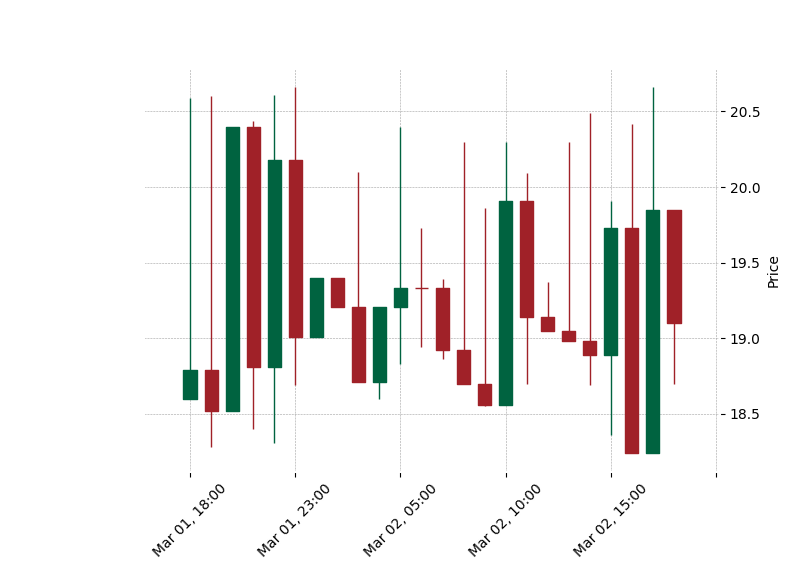 20.5
20.0
19.5
19.0
18.5
Price
Mar 01, 18:00
Mar 01, 23:00
Mar 02, 05:00
Mar 02, 10:00
Mar 02, 15:00